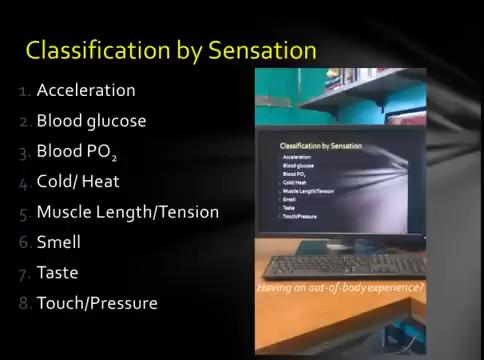 Classification by Sensation
1. Acceleration
2. Blood glucose
3. Blood PO₂
4. Cold/ Heat
5. Muscle Length/Tension
6. Smell
7. Taste
8. Touch/Pressure
Classification by Sensation
Acceleration
Blood glucose
Blood PO₂
Cold/ Heat
Muscle Length/Tension
Smell
Taste
Touch/Pressure
Having an out-of-body experience?